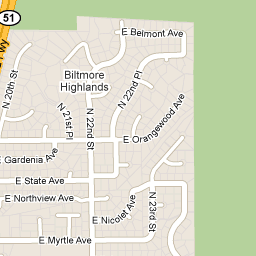 51
E Belmont Ave
Fwy
N 20th St
Biltmore
Highlands
N 22nd Pl
N 21st Pl
N 22nd St
E Orangewood Ave
E Gardenia Ave
E State Ave
E Northview Ave
E Nicolet Ave
N 23rd St
E Myrtle Ave